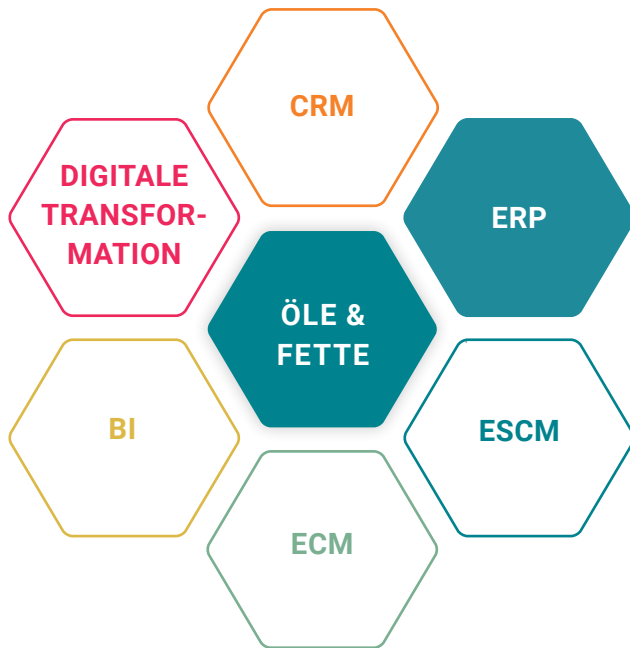 CRM
DIGITALE
TRANSFOR-
MATION
ERP
ÖLE &
FETTE
BI
ESCM
ECM